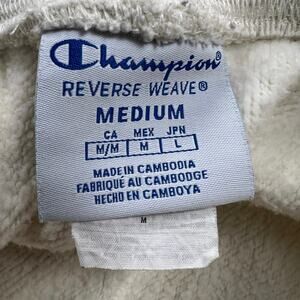 Champion
REVERSE WEAVE®
MEDIUM
CA MEX JPN
M/M M L
MADE IN CAMBODIA
FABRIQUÉ AU CAMBODGE
HECHO EN CAMBOYA
M